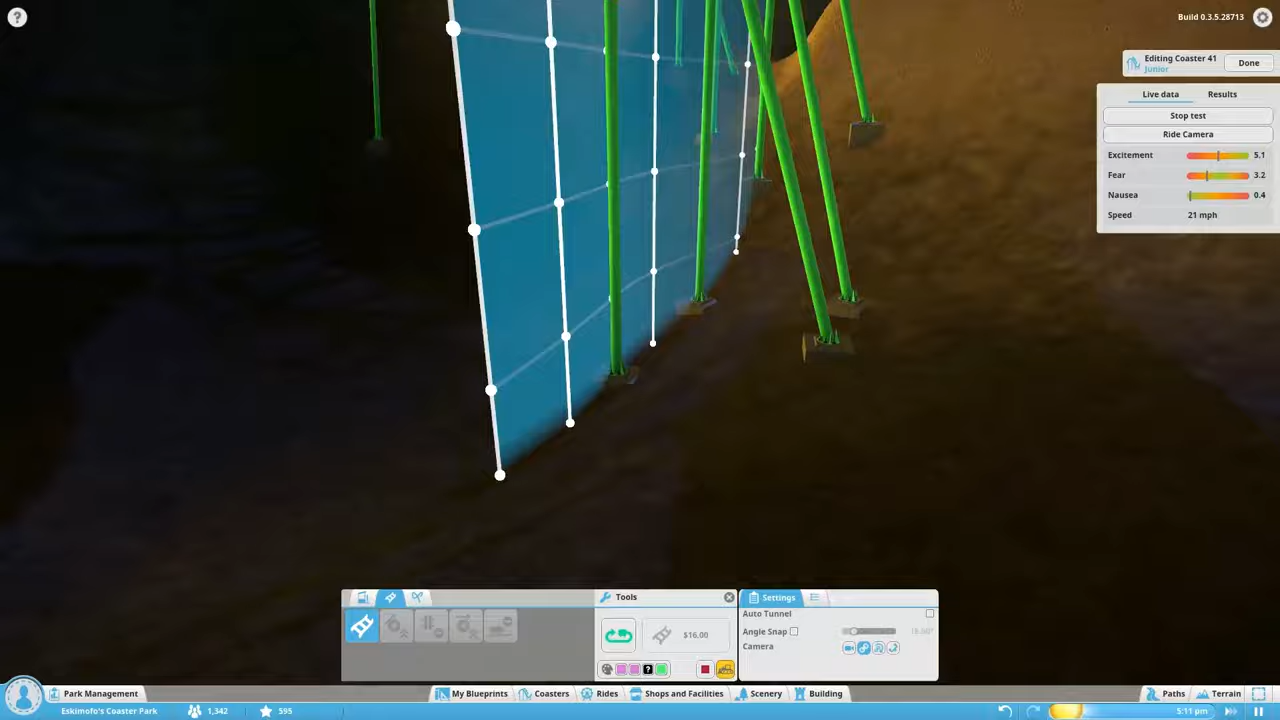 ?
Build 0.3.5.28713
Editing Coaster 41
Junior
Done
Live data Results
Stop test
Ride Camera
Excitement 5.1
Fear 3.2
Nausea 0.4
Speed 21 mph
Tools
Settings
Auto Tunnel
$16.00
Angle Snap
Camera
?
Park Management
My Blueprints Coasters Rides Shops and Facilities Scenery Building
Paths Terrain
Eskimofo's Coaster Park 1,342 595
5:11 pm